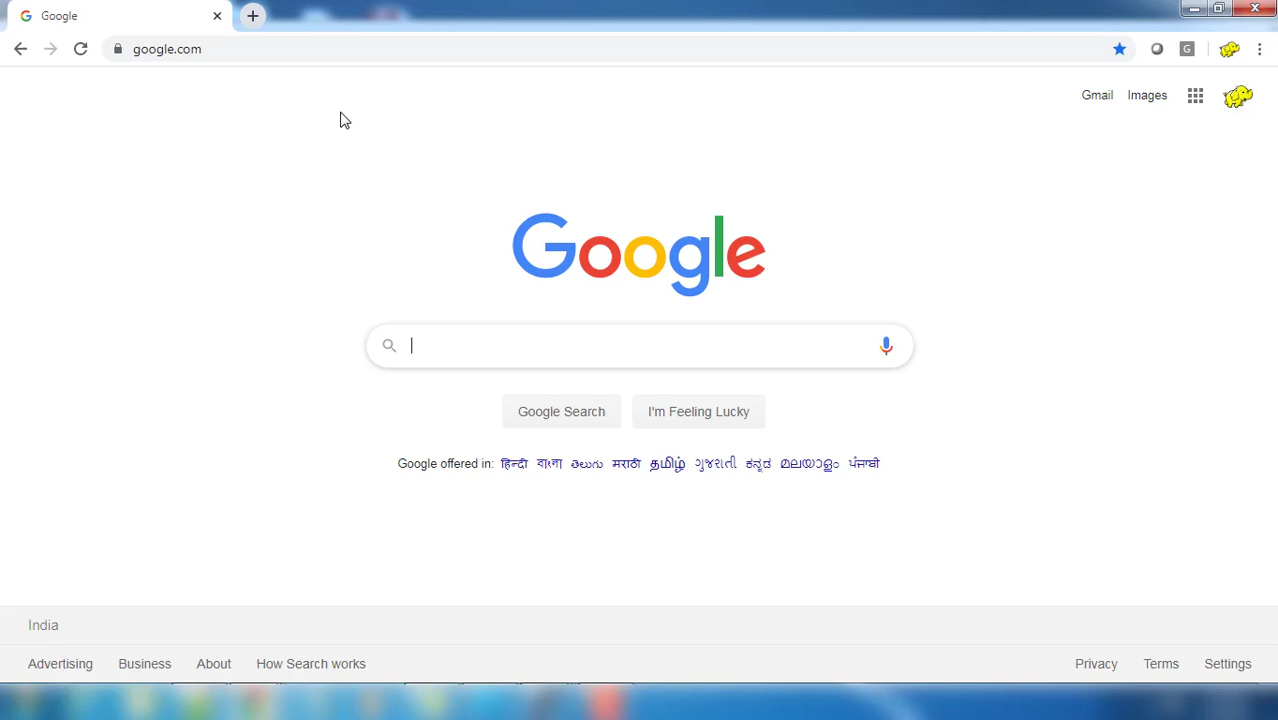 Google
google.com
G
Gmail Images
Google
Google Search I'm Feeling Lucky
Google offered in: हिन्दी বাংলা తెలుగు मराठी தமிழ் ગુજરાતી ಕನ್ನಡ മലയാളം ਪੰਜਾਬੀ
India
Advertising Business About How Search works Privacy Terms Settings